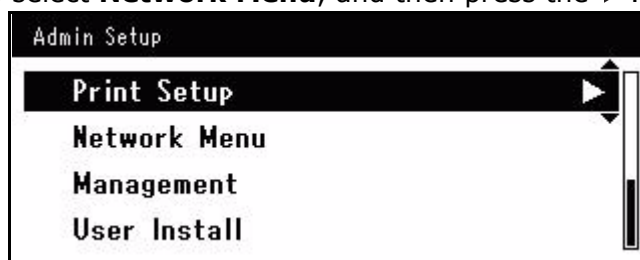 select Network Menu, and then press the
Admin Setup
Print Setup
Network Menu
Management
User Install